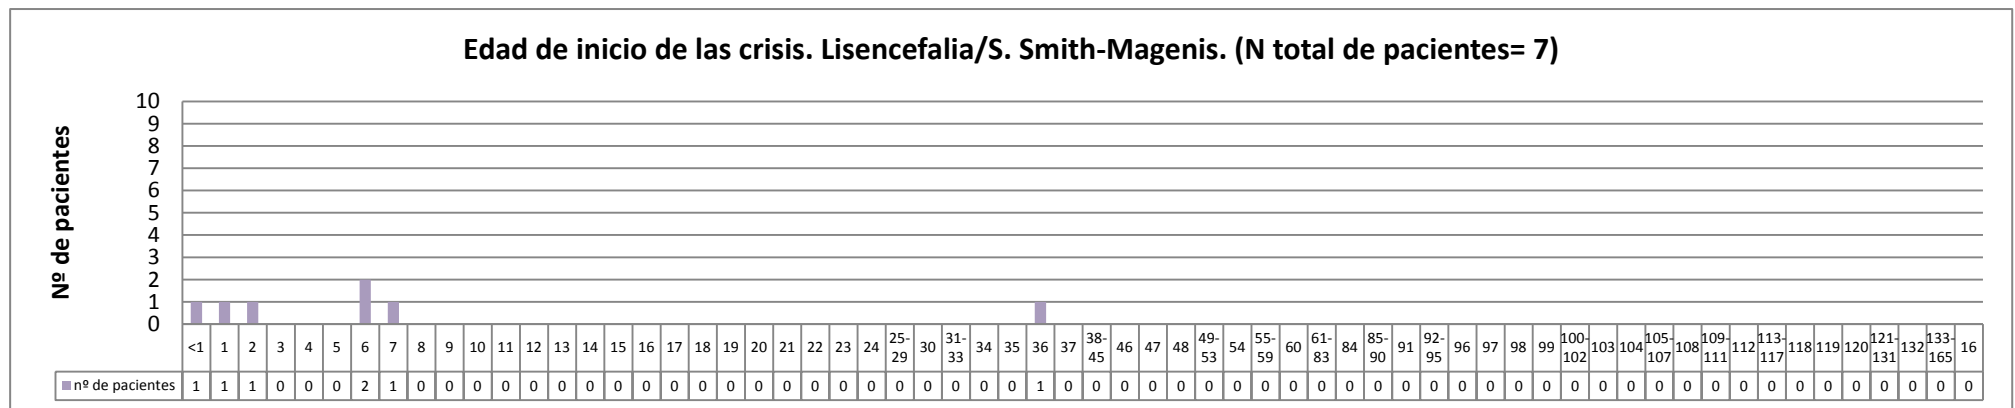 Edad de inicio de las crisis. Lisencefalia/S. Smith-Magenis. (N total de pacientes= 7)
Nº de pacientes
10
9
8
7
6
5
4
3
2
1
0
<1 1 2 3 4 5 6 7 8 9 10 11 12 13 14 15 16 17 18 19 20 21 22 23 24 25-29 30 31-33 34 35 36 37 38-45 46 47 48 49-53 54 55-59 60 61-83 84 85-90 91 92-95 96 97 98 99 100-102 103 104 105-107 108 109-111 112 113-117 118 119 120 121-131 132 133-165 16
nº de pacientes 1 1 1 0 0 0 2 1 0 0 0 0 0 0 0 0 0 0 0 0 0 0 0 0 0 0 0 0 0 0 1 0 0 0 0 0 0 0 0 0 0 0 0 0 0 0 0 0 0 0 0 0 0 0 0 0 0 0 0 0 0 0 0 0